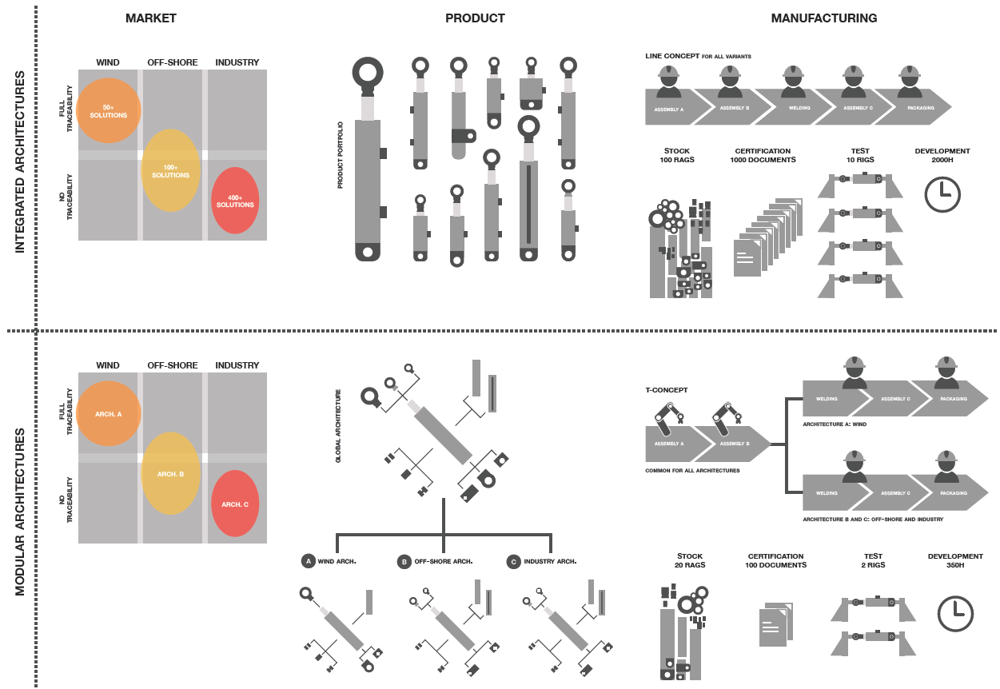 MARKET
PRODUCT
MANUFACTURING
INTEGRATED ARCHITECTURES
WIND
OFF-SHORE
INDUSTRY
FULL
TRACEABILITY
NO
TRACEABILITY
50+
SOLUTIONS
100+
SOLUTIONS
400+
SOLUTIONS
PRODUCT PORTFOLIO
LINE CONCEPT FOR ALL VARIANTS
ASSEMBLY A
ASSEMBLY B
WELDING
ASSEMBLY C
PACKAGING
STOCK
100 RAGS
CERTIFICATION
1000 DOCUMENTS
TEST
10 RIGS
DEVELOPMENT
2000H
MODULAR ARCHITECTURES
WIND
OFF-SHORE
INDUSTRY
FULL
TRACEABILITY
NO
TRACEABILITY
ARCH. A
ARCH. B
ARCH. C
GLOBAL ARCHITECTURE
A WIND ARCH.
B OFF-SHORE ARCH.
C INDUSTRY ARCH.
T-CONCEPT
ASSEMBLY A
ASSEMBLY B
COMMON FOR ALL ARCHITECTURES
WELDING
ASSEMBLY C
PACKAGING
ARCHITECTURE A: WIND
WELDING
ASSEMBLY C
PACKAGING
ARCHITECTURE B AND C: OFF-SHORE AND INDUSTRY
STOCK
20 RAGS
CERTIFICATION
100 DOCUMENTS
TEST
2 RIGS
DEVELOPMENT
350H